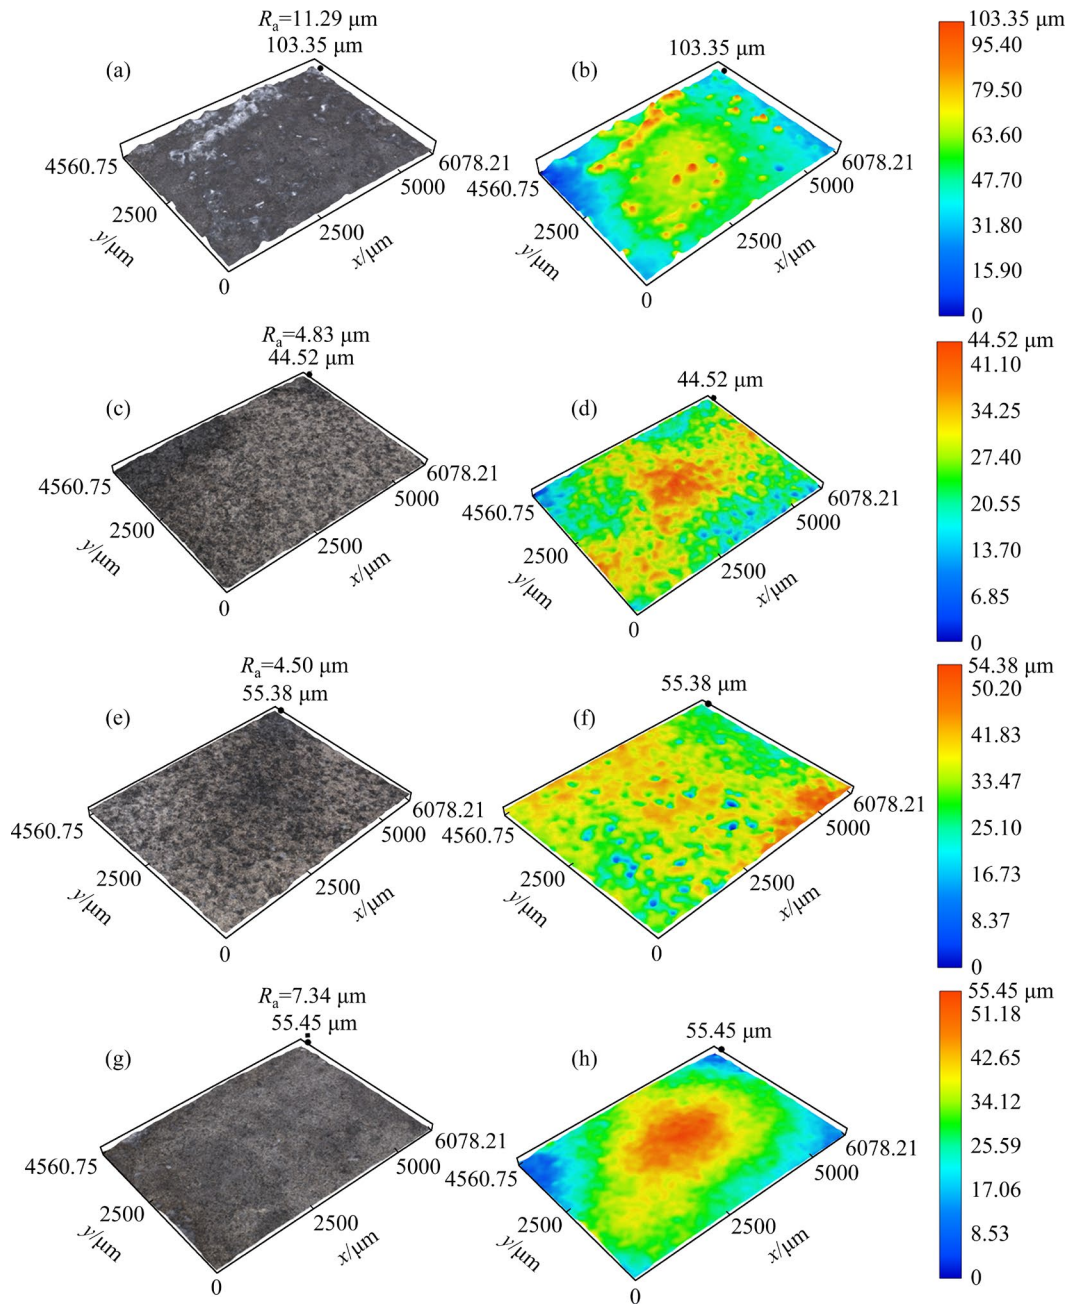 Ra=11.29 μm
103.35 μm
(a)
4560.75
2500
y/μm
0
2500
x/μm
5000
6078.21
(b)
103.35 μm
4560.75
2500
y/μm
0
2500
x/μm
5000
6078.21
103.35 μm
95.40
79.50
63.60
47.70
31.80
15.90
0
Ra=4.83 μm
44.52 μm
(c)
4560.75
2500
y/μm
0
2500
x/μm
5000
6078.21
(d)
44.52 μm
4560.75
2500
y/μm
0
2500
x/μm
5000
6078.21
44.52 μm
41.10
34.25
27.40
20.55
13.70
6.85
0
Ra=4.50 μm
55.38 μm
(e)
4560.75
2500
y/μm
0
2500
x/μm
5000
6078.21
(f)
55.38 μm
4560.75
2500
y/μm
0
2500
x/μm
5000
6078.21
54.38 μm
50.20
41.83
33.47
25.10
16.73
8.37
0
Ra=7.34 μm
55.45 μm
(g)
4560.75
2500
y/μm
0
2500
x/μm
5000
6078.21
(h)
55.45 μm
4560.75
2500
y/μm
0
2500
x/μm
5000
6078.21
55.45 μm
51.18
42.65
34.12
25.59
17.06
8.53
0